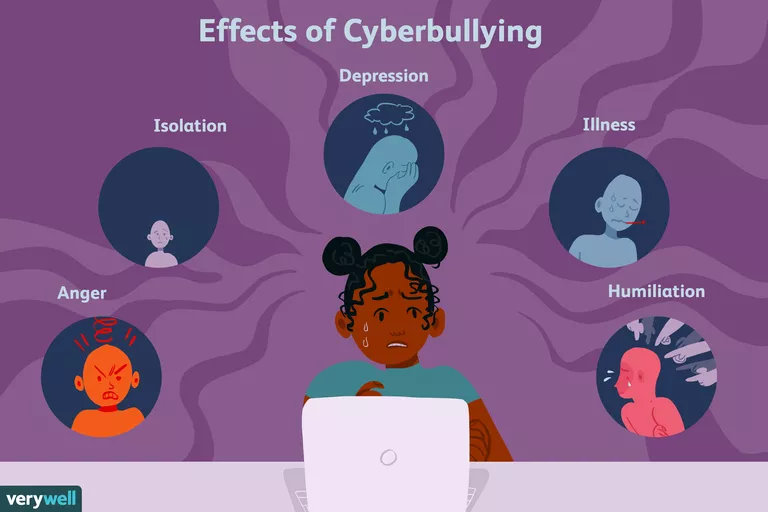 Effects of Cyberbullying
Depression
Isolation
Illness
Anger
Humiliation
verywell